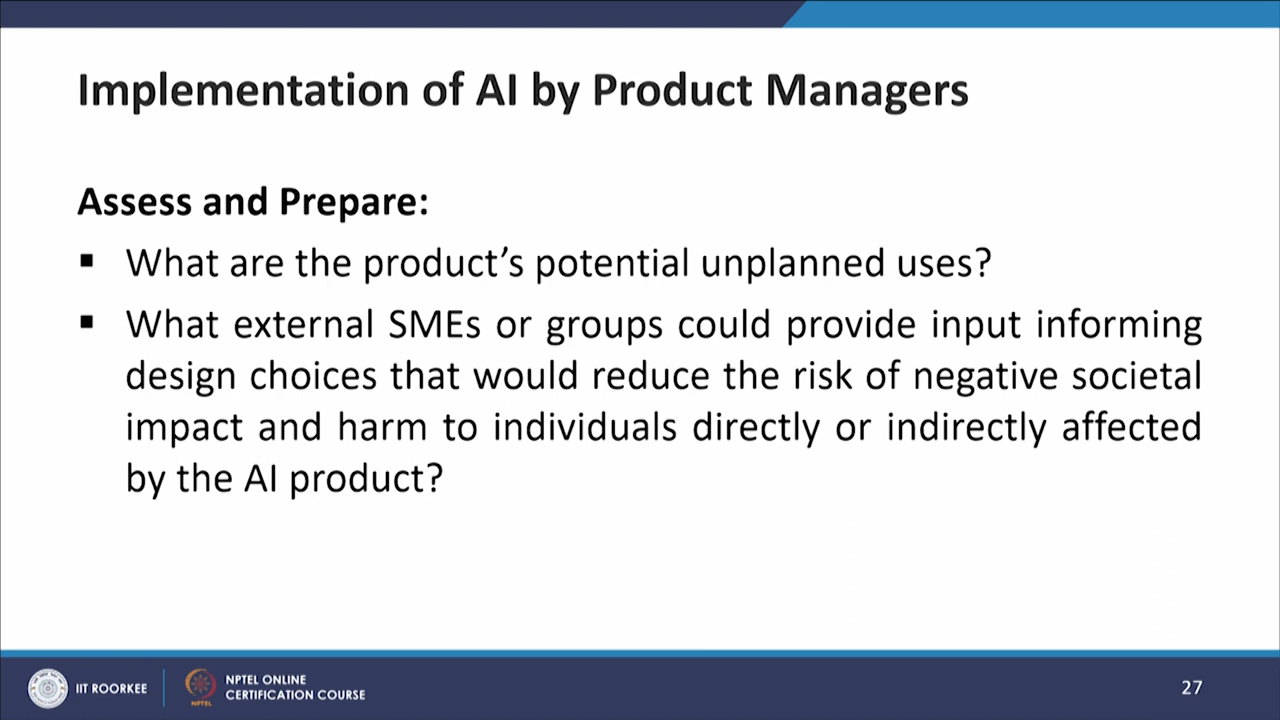 Implementation of AI by Product Managers
Assess and Prepare:
▪ What are the product’s potential unplanned uses?
▪ What external SMEs or groups could provide input informing
design choices that would reduce the risk of negative societal
impact and harm to individuals directly or indirectly affected
by the AI product?
IIT ROORKEE
NPTEL
NPTEL ONLINE
CERTIFICATION COURSE
27